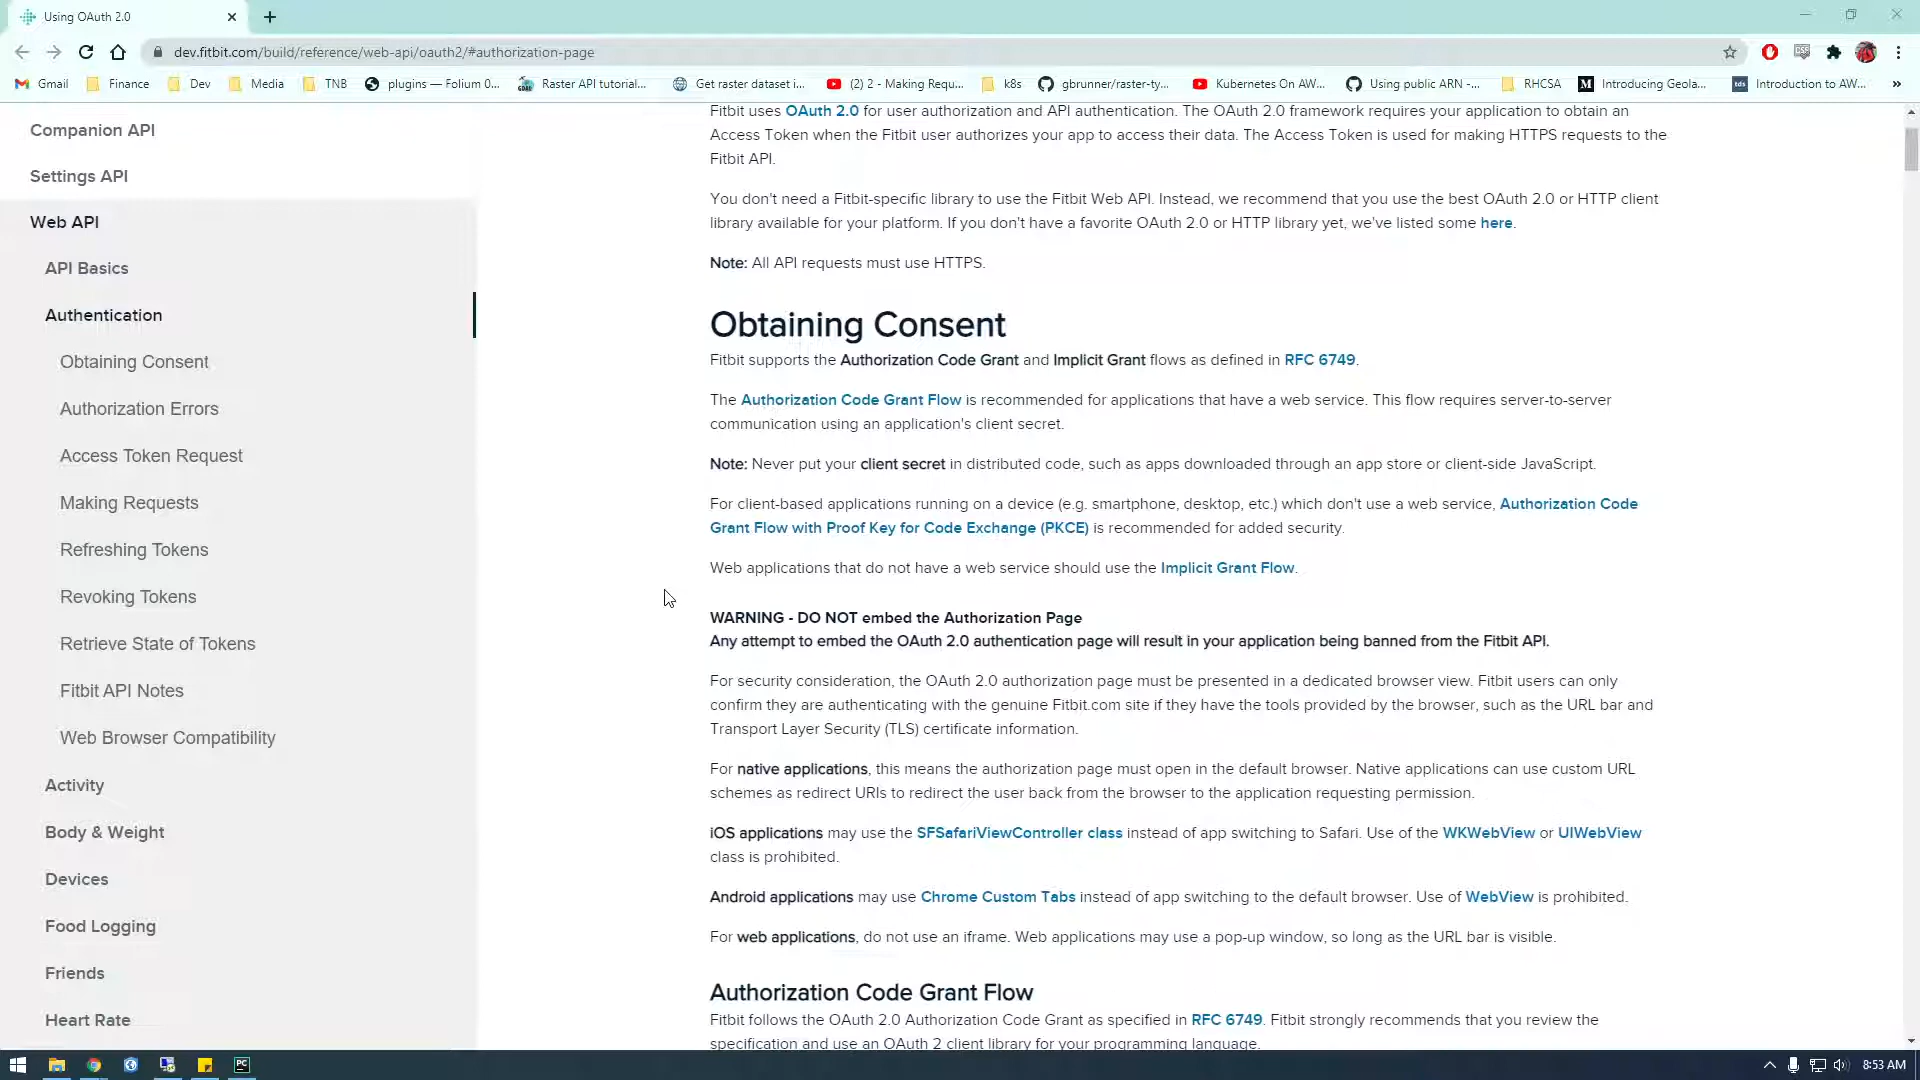 Using OAuth 2.0
dev.fitbit.com/build/reference/web-api/oauth2/#authorization-page
Gmail
Finance
Dev
Media
TNB
plugins — Folium 0...
Raster API tutorial...
Get raster dataset i...
(2) 2 - Making Requ...
k8s
gbrunner/raster-ty...
Kubernetes On AW...
Using public ARN -...
RHCSA
Introducing Geola...
Introduction to AW...
»
Companion API
Settings API
Web API
API Basics
Authentication
Obtaining Consent
Authorization Errors
Access Token Request
Making Requests
Refreshing Tokens
Revoking Tokens
Retrieve State of Tokens
Fitbit API Notes
Web Browser Compatibility
Activity
Body & Weight
Devices
Food Logging
Friends
Heart Rate
Fitbit uses OAuth 2.0 for user authorization and API authentication. The OAuth 2.0 framework requires your application to obtain an
Access Token when the Fitbit user authorizes your app to access their data. The Access Token is used for making HTTPS requests to the
Fitbit API.
You don't need a Fitbit-specific library to use the Fitbit Web API. Instead, we recommend that you use the best OAuth 2.0 or HTTP client
library available for your platform. If you don't have a favorite OAuth 2.0 or HTTP library yet, we've listed some here.
Note: All API requests must use HTTPS.
Obtaining Consent
Fitbit supports the Authorization Code Grant and Implicit Grant flows as defined in RFC 6749.
The Authorization Code Grant Flow is recommended for applications that have a web service. This flow requires server-to-server
communication using an application's client secret.
Note: Never put your client secret in distributed code, such as apps downloaded through an app store or client-side JavaScript.
For client-based applications running on a device (e.g. smartphone, desktop, etc.) which don't use a web service, Authorization Code
Grant Flow with Proof Key for Code Exchange (PKCE) is recommended for added security.
Web applications that do not have a web service should use the Implicit Grant Flow.
WARNING - DO NOT embed the Authorization Page
Any attempt to embed the OAuth 2.0 authentication page will result in your application being banned from the Fitbit API.
For security consideration, the OAuth 2.0 authorization page must be presented in a dedicated browser view. Fitbit users can only
confirm they are authenticating with the genuine Fitbit.com site if they have the tools provided by the browser, such as the URL bar and
Transport Layer Security (TLS) certificate information.
For native applications, this means the authorization page must open in the default browser. Native applications can use custom URL
schemes as redirect URIs to redirect the user back from the browser to the application requesting permission.
iOS applications may use the SFSafariViewController class instead of app switching to Safari. Use of the WKWebView or UIWebView
class is prohibited.
Android applications may use Chrome Custom Tabs instead of app switching to the default browser. Use of WebView is prohibited.
For web applications, do not use an iframe. Web applications may use a pop-up window, so long as the URL bar is visible.
Authorization Code Grant Flow
Fitbit follows the OAuth 2.0 Authorization Code Grant as specified in RFC 6749. Fitbit strongly recommends that you review the
specification and use an OAuth 2 client library for your programming language.
8:53 AM